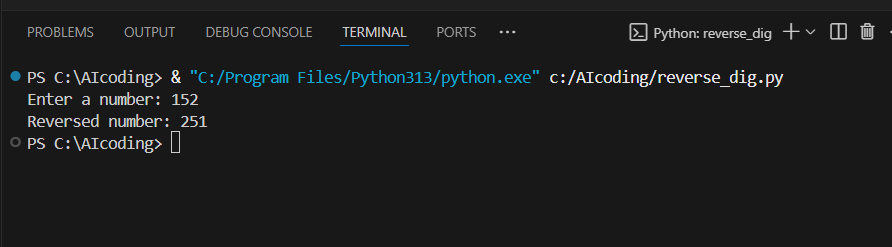 PROBLEMS OUTPUT DEBUG CONSOLE TERMINAL PORTS ··· Python: reverse_dig
PS C:\AIcoding> & "C:/Program Files/Python313/python.exe" c:/AIcoding/reverse_dig.py
Enter a number: 152
Reversed number: 251
PS C:\AIcoding>